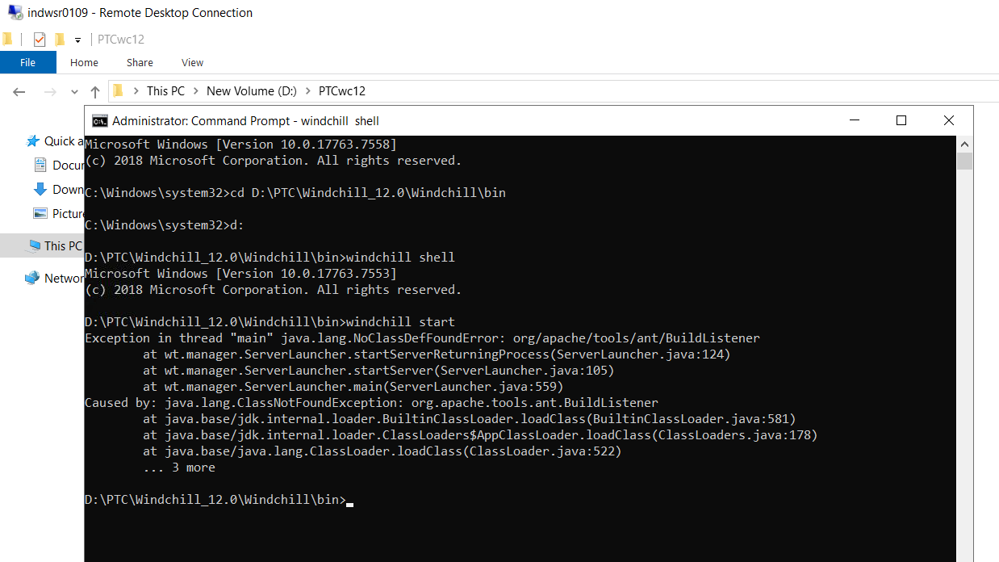 indwsr0109 - Remote Desktop Connection
PTCwc12
File Home Share View
This PC > New Volume (D:) > PTCwc12
Administrator: Command Prompt - windchill  shell
Quick a
Docur
Down
Picture
This PC
Networ
Microsoft Windows [Version 10.0.17763.7558]
(c) 2018 Microsoft Corporation. All rights reserved.
C:\Windows\system32>cd D:\PTC\Windchill_12.0\Windchill\bin
C:\Windows\system32>d:
D:\PTC\Windchill_12.0\Windchill\bin>windchill shell
Microsoft Windows [Version 10.0.17763.7553]
(c) 2018 Microsoft Corporation. All rights reserved.
D:\PTC\Windchill_12.0\Windchill\bin>windchill start
Exception in thread "main" java.lang.NoClassDefFoundError: org/apache/tools/ant/BuildListener
at wt.manager.ServerLauncher.startServerReturningProcess(ServerLauncher.java:124)
at wt.manager.ServerLauncher.startServer(ServerLauncher.java:105)
at wt.manager.ServerLauncher.main(ServerLauncher.java:559)
Caused by: java.lang.ClassNotFoundException: org.apache.tools.ant.BuildListener
at java.base/jdk.internal.loader.BuiltinClassLoader.loadClass(BuiltinClassLoader.java:581)
at java.base/jdk.internal.loader.ClassLoaders$AppClassLoader.loadClass(ClassLoaders.java:178)
at java.base/java.lang.ClassLoader.loadClass(ClassLoader.java:522)
... 3 more
D:\PTC\Windchill_12.0\Windchill\bin>